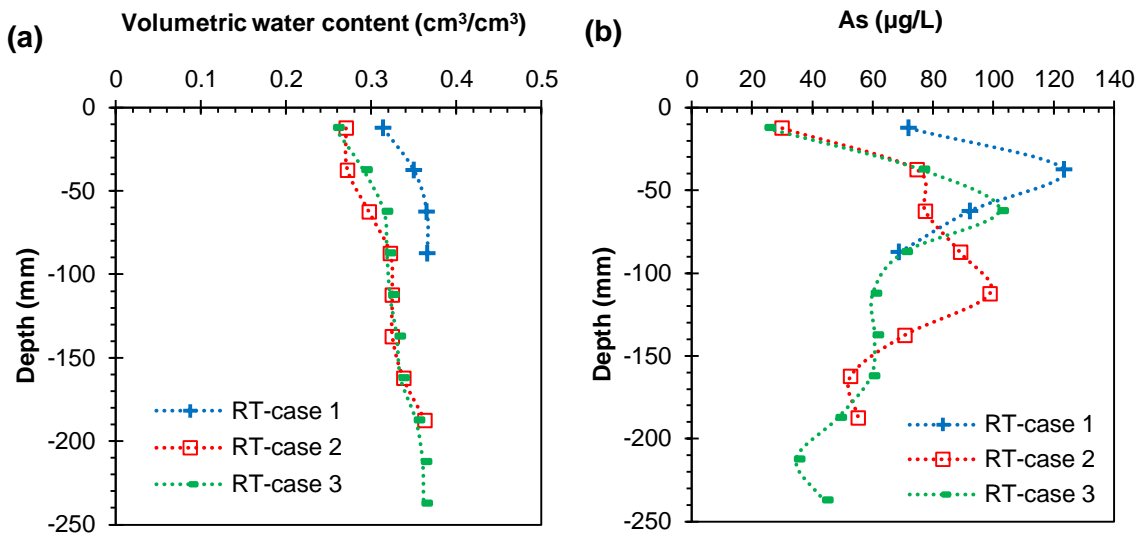 (a)
Volumetric water content (cm³/cm³)
0 0.1 0.2 0.3 0.4 0.5
0
-50
-100
-150
-200
-250
Depth (mm)
RT-case 1
RT-case 2
RT-case 3
(b)
As (µg/L)
0 20 40 60 80 100 120 140
0
-50
-100
-150
-200
-250
Depth (mm)
RT-case 1
RT-case 2
RT-case 3